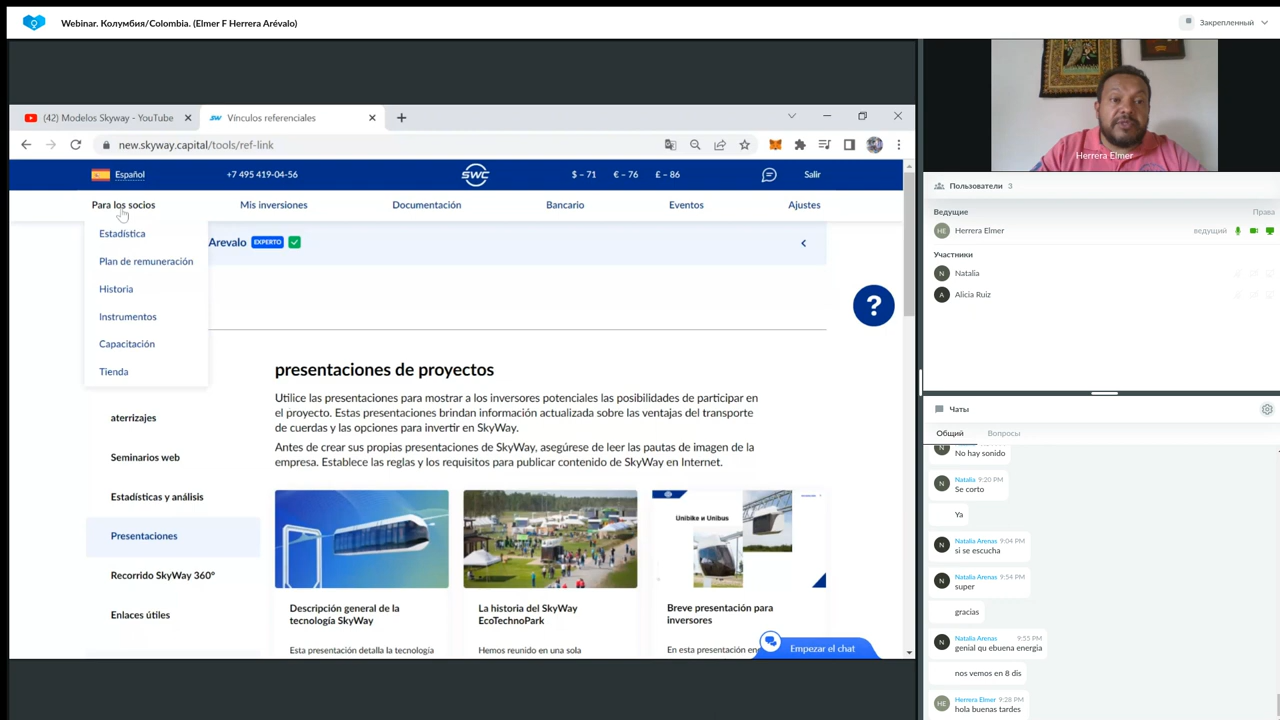 Webinar. Колумбия/Colombia. (Elmer F Herrera Arévalo)
Закрепленный
(42) Modelos Skyway - YouTube
Vínculos referenciales
new.skyway.capital/tools/ref-link
Español
+7 495 419-04-56
SWC
$ – 71
€ – 76
£ – 86
Salir
Para los socios
Mis inversiones
Documentación
Bancario
Eventos
Ajustes
Estadística
Plan de remuneración
Historia
Instrumentos
Capacitación
Tienda
Arevalo
EXPERTO
?
aterrizajes
Seminarios web
Estadísticas y análisis
Presentaciones
Recorrido SkyWay 360°
Enlaces útiles
presentaciones de proyectos
Utilice las presentaciones para mostrar a los inversores potenciales las posibilidades de participar en
el proyecto. Estas presentaciones brindan información actualizada sobre las ventajas del transporte
de cuerdas y las opciones para invertir en SkyWay.
Antes de crear sus propias presentaciones de SkyWay, asegúrese de leer las pautas de imagen de la
empresa. Establece las reglas y los requisitos para publicar contenido de SkyWay en Internet.
Unibike и Unibus
Descripción general de la
tecnología SkyWay
Esta presentación detalla la tecnología
La historia del SkyWay
EcoTechnoPark
Hemos reunido en una sola
Breve presentación para
inversores
En esta presentación en
Empezar el chat
Herrera Elmer
Пользователи 3
Ведущие
Права
HE
Herrera Elmer
ведущий
Участники
N
Natalia
A
Alicia Ruiz
Чаты
Общий
Вопросы
N
No hay sonido
N
Natalia 9:20 PM
Se corto
Ya
N
Natalia Arenas 9:04 PM
si se escucha
N
Natalia Arenas 9:54 PM
super
gracias
N
Natalia Arenas 9:55 PM
genial qu ebuena energia
nos vemos en 8 dis
HE
Herrera Elmer 9:28 PM
hola buenas tardes